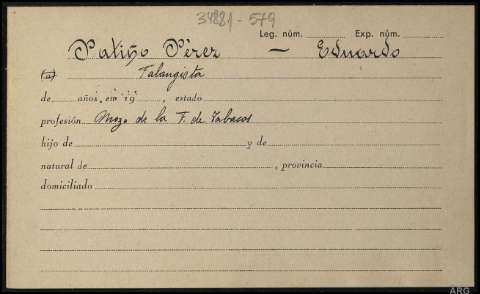 34881-579
Leg. núm. Exp. núm.
Patiño Pérez — Eduardo
(a) Falangista
de años, en 19 , estado
profesión Mozo de la F. de Tabacos
hijo de y de
natural de , provincia
domiciliado
ARG